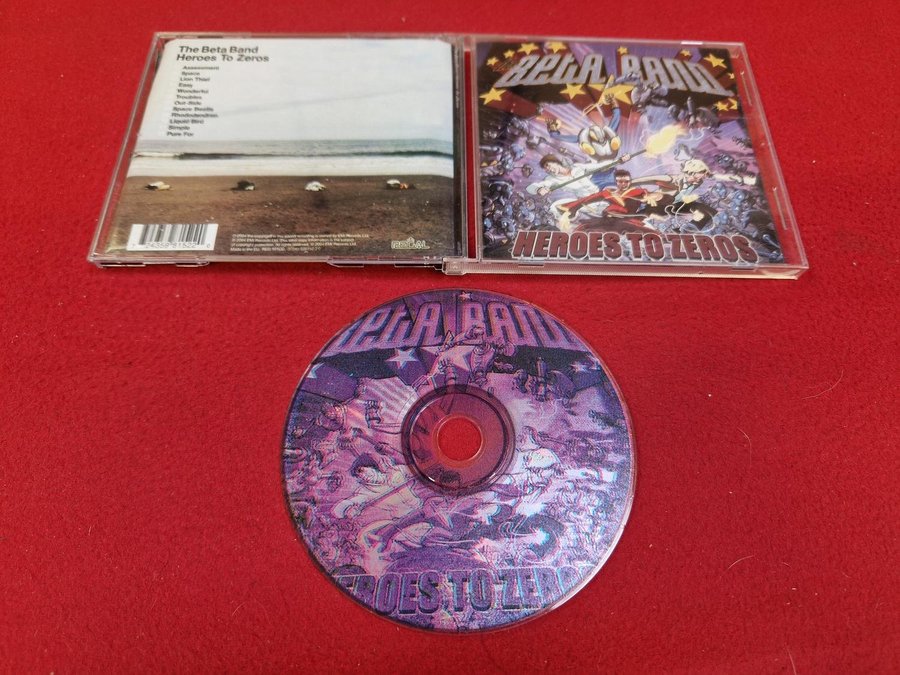 The Beta Band
Heroes To Zeros
Assessment
Space
Lion Thief
Easy
Wonderful
Troubles
Out-Side
Space Beatle
Rhododendron
Liquid Bird
Simple
Pure For
BETA BAND
HEROES TO ZEROS
BETA BAND
HEROES TO ZEROS